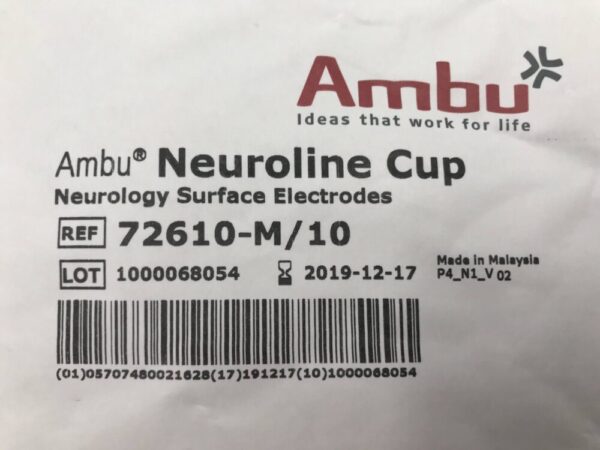 Ambu
Ideas that work for life
Ambu® Neuroline Cup
Neurology Surface Electrodes
REF 72610-M/10
LOT 1000068054 2019-12-17 Made in Malaysia
P4_N1_V 02
(01)05707480021628(17)191217(10)1000068054